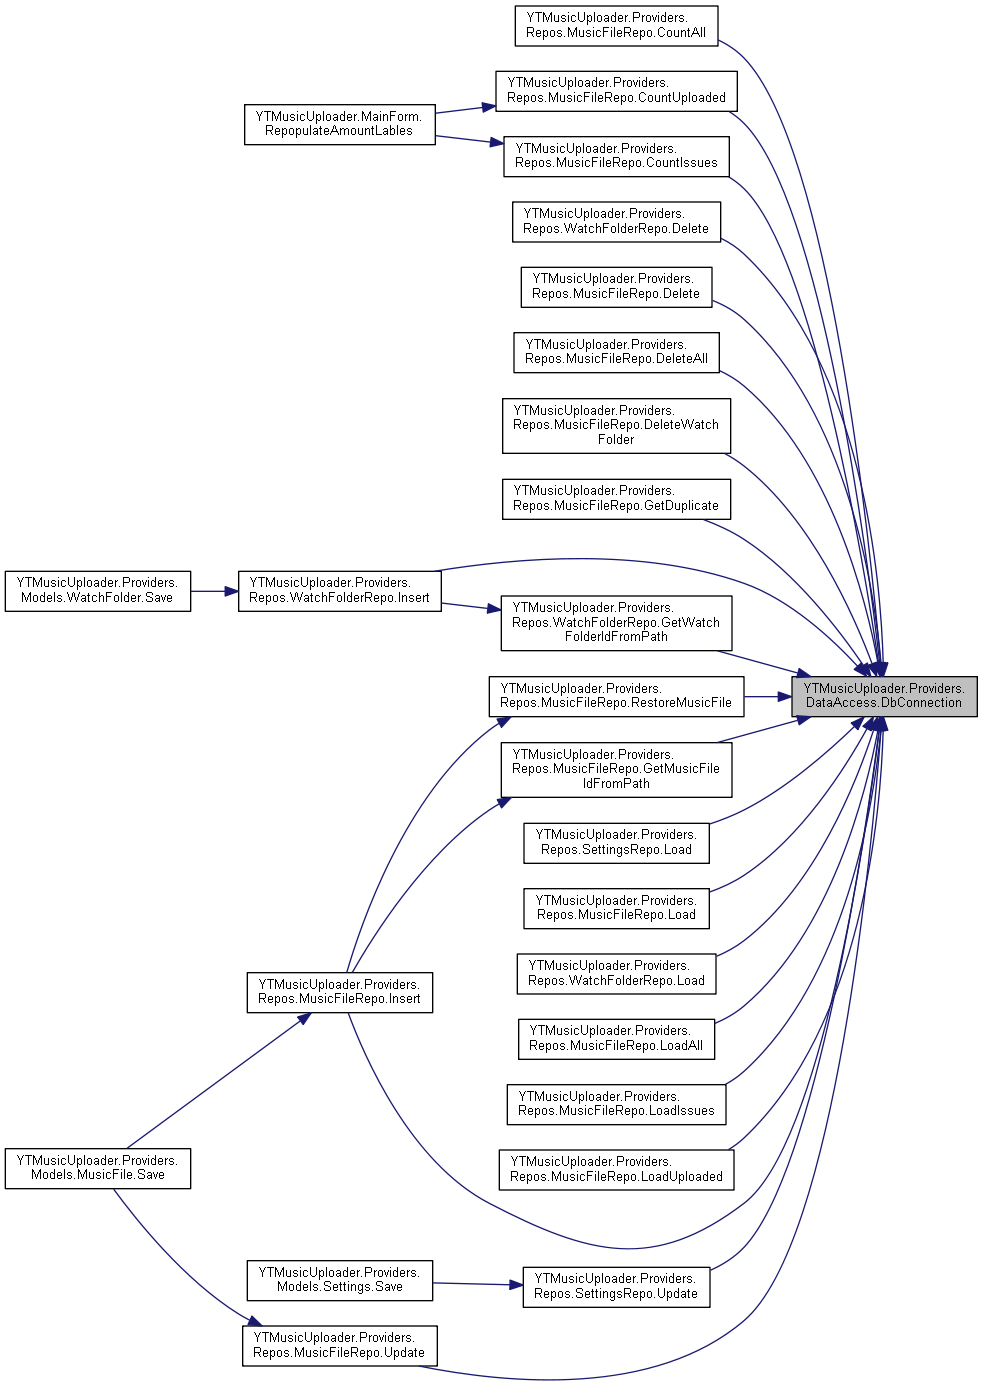 YTMusicUploader.Providers.
Repos.MusicFileRepo.CountAll
YTMusicUploader.Providers.
Repos.MusicFileRepo.CountUploaded
YTMusicUploader.MainForm.
RepopulateAmountLables
YTMusicUploader.Providers.
Repos.MusicFileRepo.CountIssues
YTMusicUploader.Providers.
Repos.WatchFolderRepo.Delete
YTMusicUploader.Providers.
Repos.MusicFileRepo.Delete
YTMusicUploader.Providers.
Repos.MusicFileRepo.DeleteAll
YTMusicUploader.Providers.
Repos.MusicFileRepo.DeleteWatch
Folder
YTMusicUploader.Providers.
Repos.MusicFileRepo.GetDuplicate
YTMusicUploader.Providers.
Models.WatchFolder.Save
YTMusicUploader.Providers.
Repos.WatchFolderRepo.Insert
YTMusicUploader.Providers.
Repos.WatchFolderRepo.GetWatch
FolderIdFromPath
YTMusicUploader.Providers.
Repos.MusicFileRepo.RestoreMusicFile
YTMusicUploader.Providers.
DataAccess.DbConnection
YTMusicUploader.Providers.
Repos.MusicFileRepo.GetMusicFile
IdFromPath
YTMusicUploader.Providers.
Repos.SettingsRepo.Load
YTMusicUploader.Providers.
Repos.MusicFileRepo.Load
YTMusicUploader.Providers.
Repos.WatchFolderRepo.Load
YTMusicUploader.Providers.
Repos.MusicFileRepo.Insert
YTMusicUploader.Providers.
Repos.MusicFileRepo.LoadAll
YTMusicUploader.Providers.
Repos.MusicFileRepo.LoadIssues
YTMusicUploader.Providers.
Models.MusicFile.Save
YTMusicUploader.Providers.
Repos.MusicFileRepo.LoadUploaded
YTMusicUploader.Providers.
Models.Settings.Save
YTMusicUploader.Providers.
Repos.SettingsRepo.Update
YTMusicUploader.Providers.
Repos.MusicFileRepo.Update